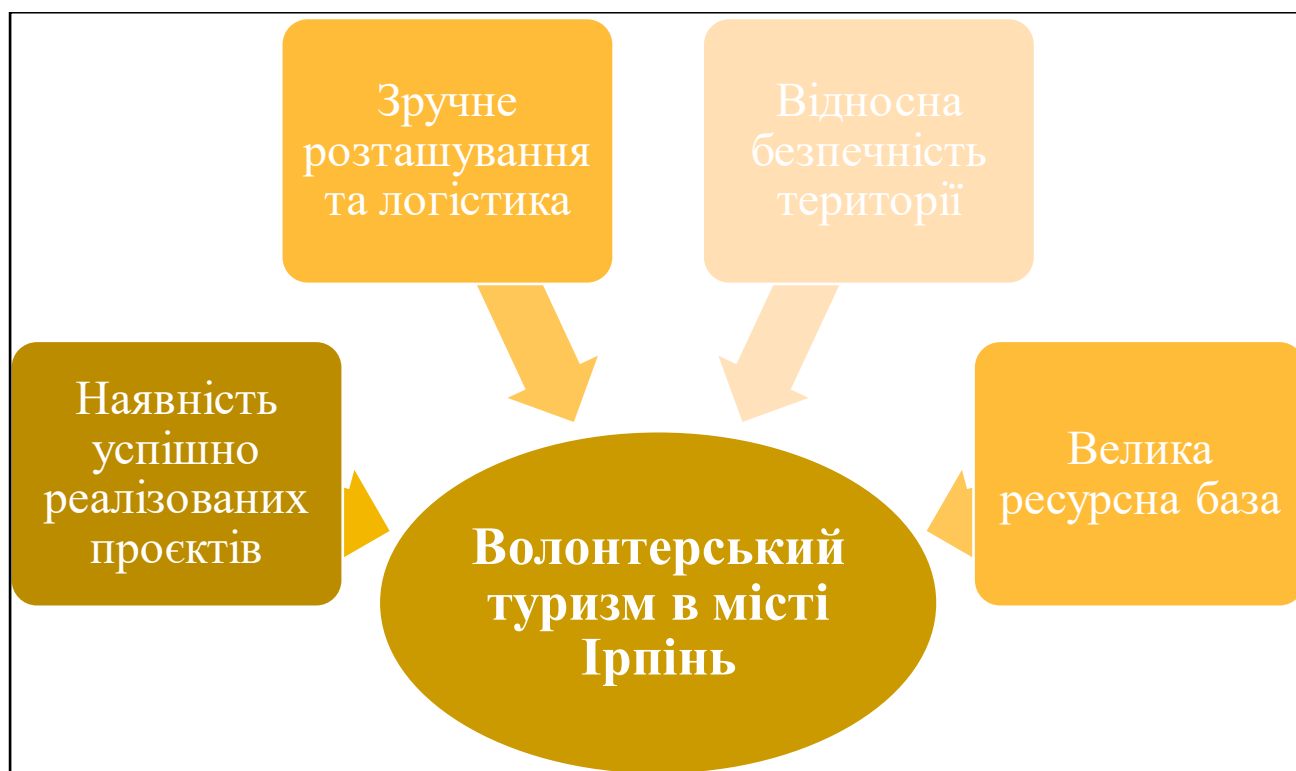 Зручне
розташування
та логістика
Відносна
безпечність
території
Наявність
успішно
реалізованих
проєктів
Велика
ресурсна база
Волонтерський
туризм в місті
Ірпінь